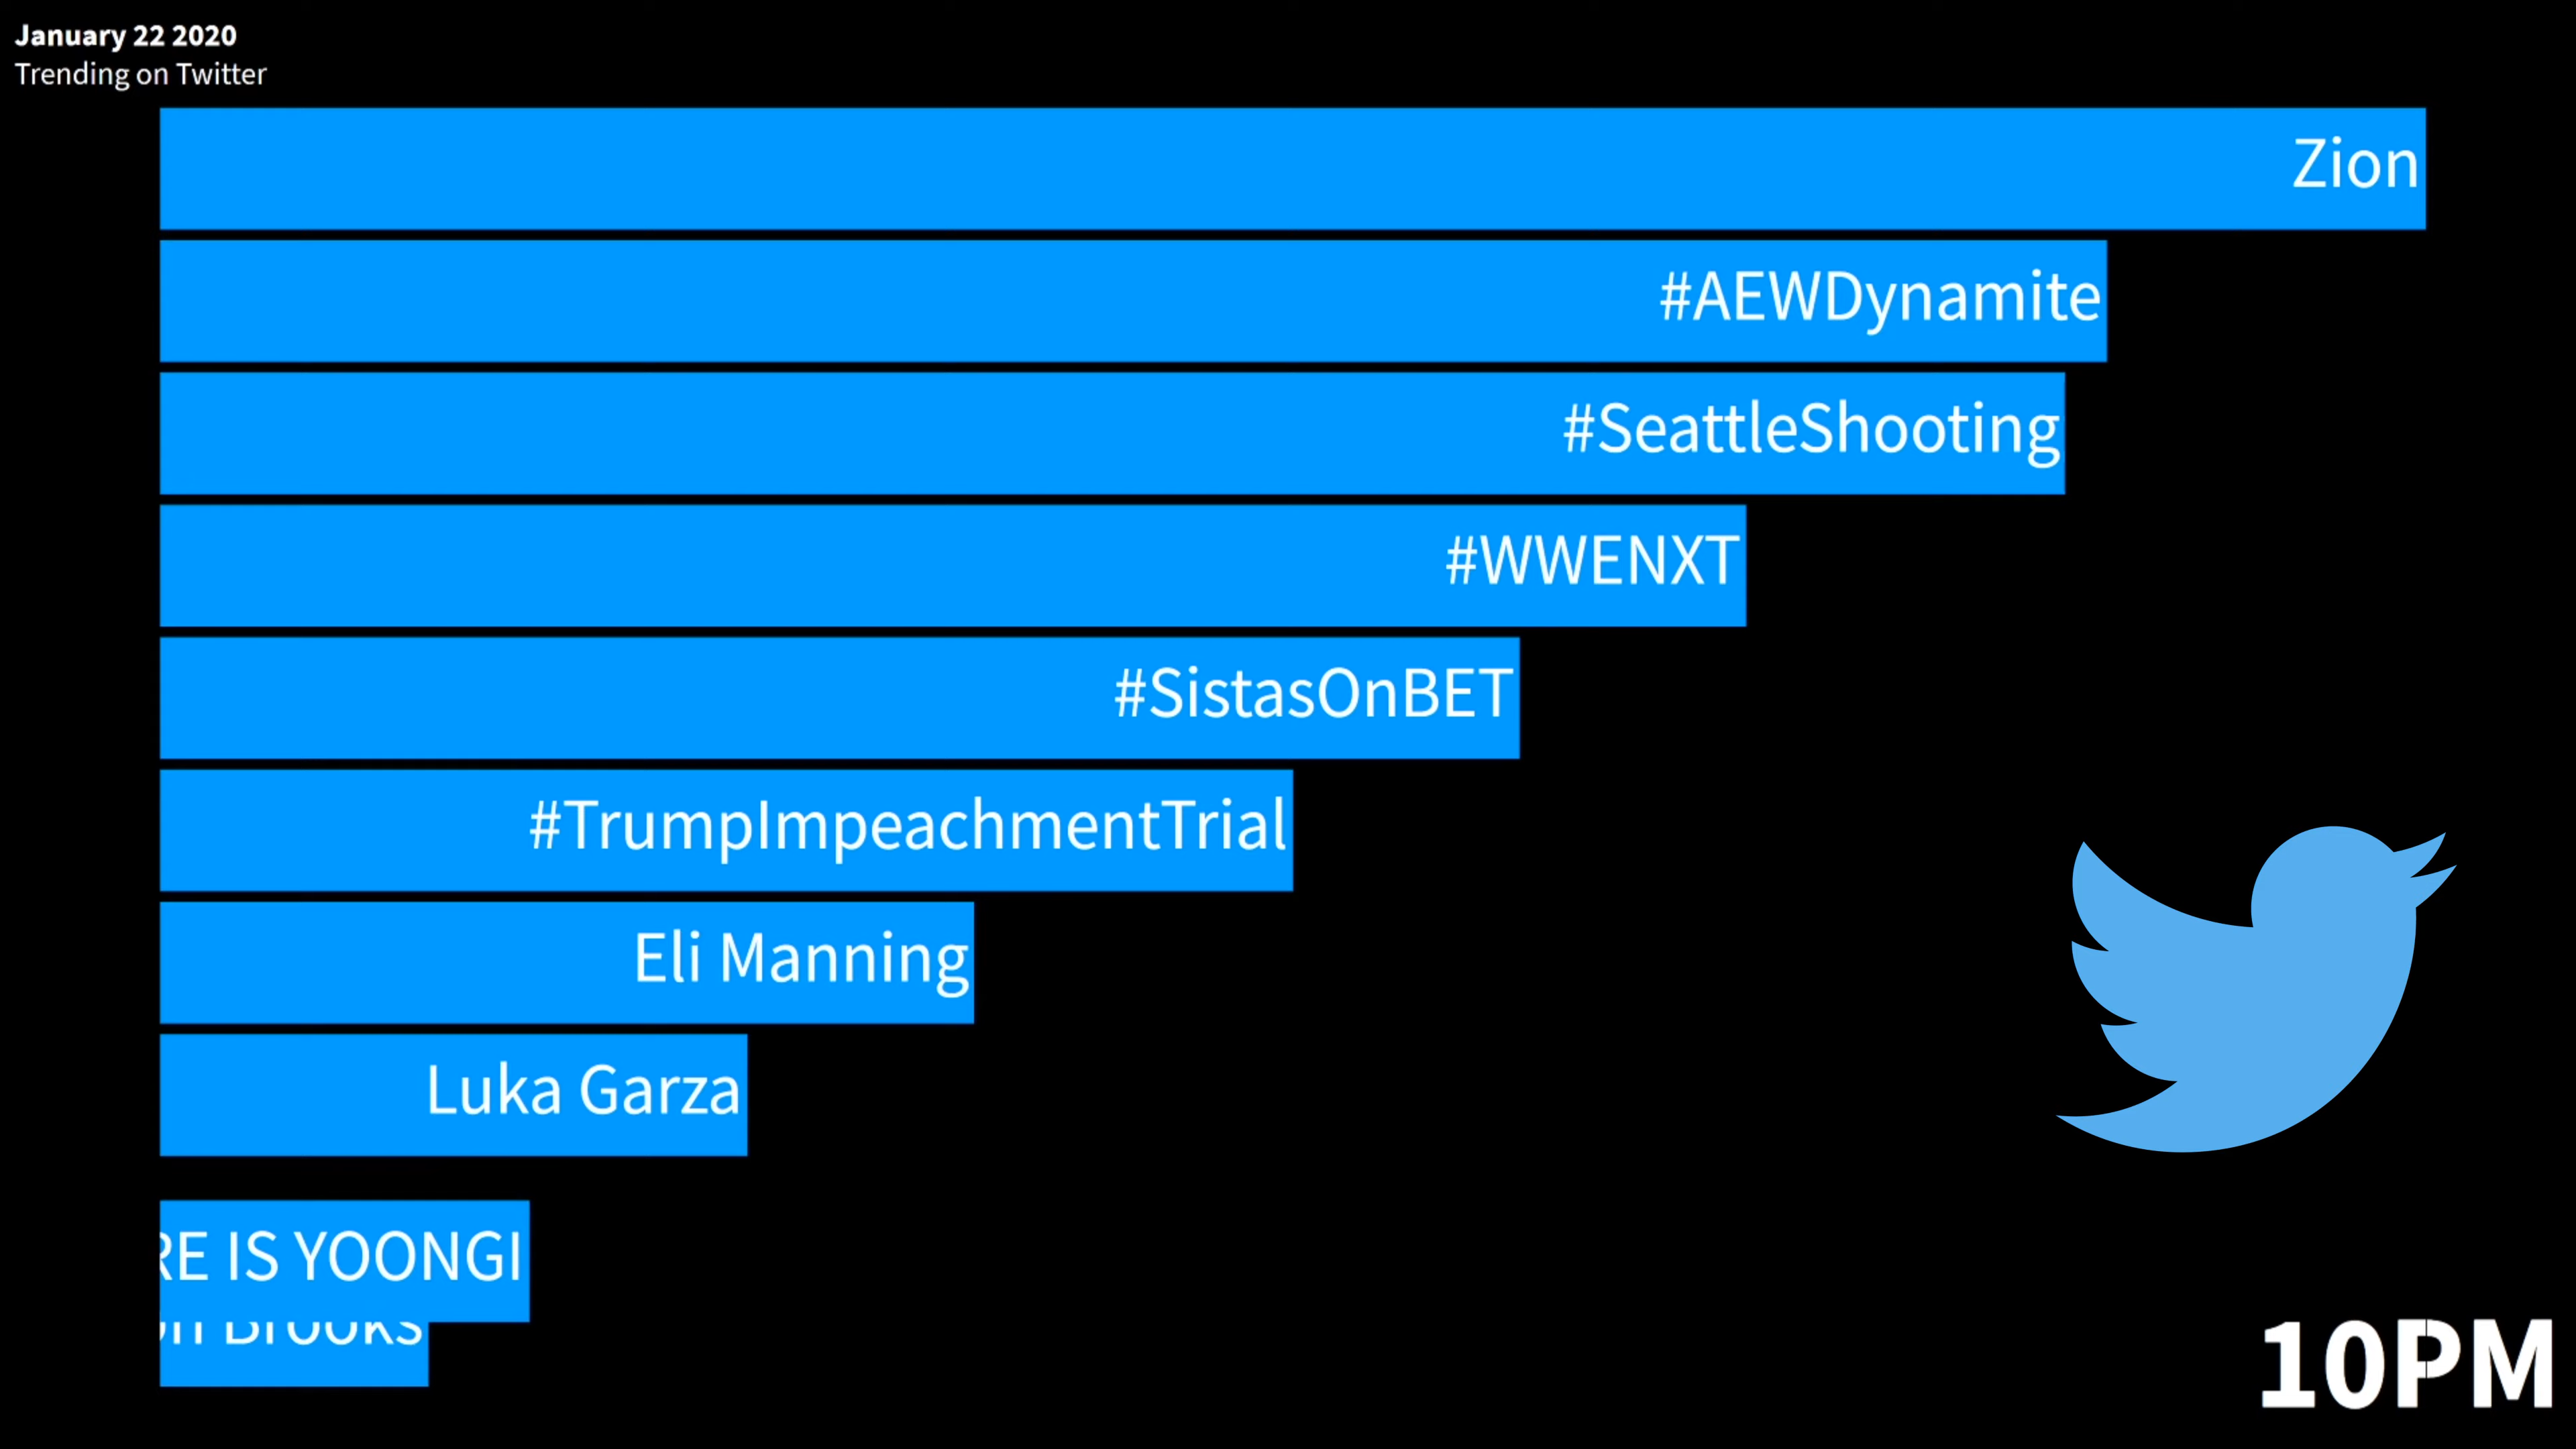 January 22 2020
Trending on Twitter
Zion
#AEWDynamite
#SeattleShooting
#WWENXT
#SistasOnBET
#TrumpImpeachmentTrial
Eli Manning
Luka Garza
RE IS YOONGI
Brooks
10PM